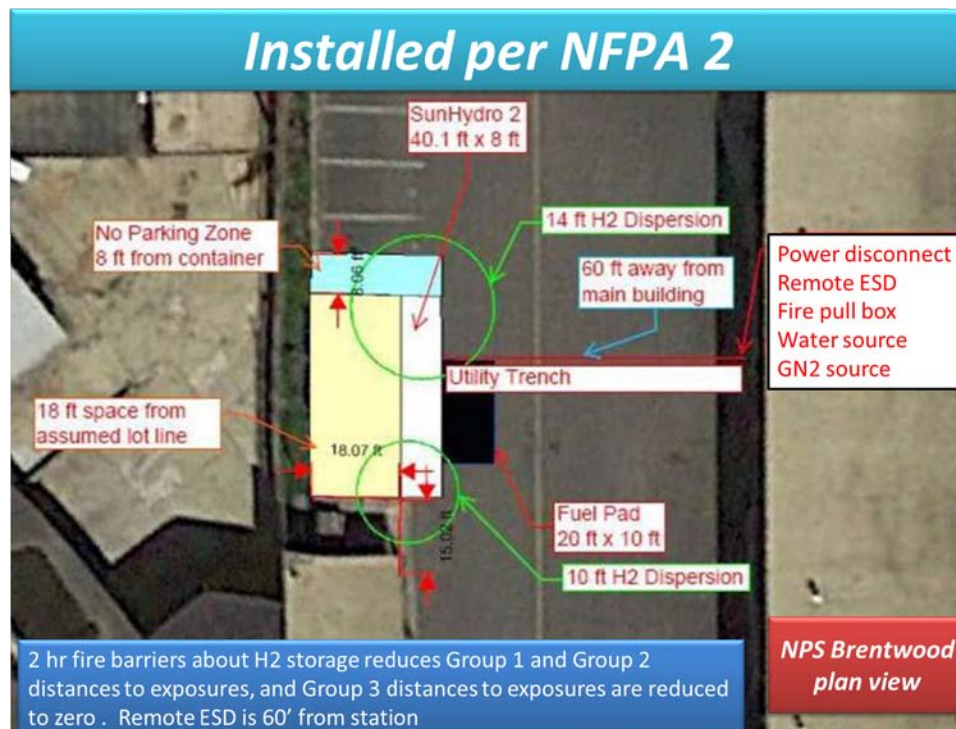 Installed per NFPA 2
SunHydro 2
40.1 ft x 8 ft
No Parking Zone
8 ft from container
8.06 ft
14 ft H2 Dispersion
60 ft away from
main building
Power disconnect
Remote ESD
Fire pull box
Water source
GN2 source
Utility Trench
18 ft space from
assumed lot line
18.07 ft
15.02 ft
Fuel Pad
20 ft x 10 ft
10 ft H2 Dispersion
2 hr fire barriers about H2 storage reduces Group 1 and Group 2
distances to exposures, and Group 3 distances to exposures are reduced
to zero . Remote ESD is 60' from station
NPS Brentwood
plan view